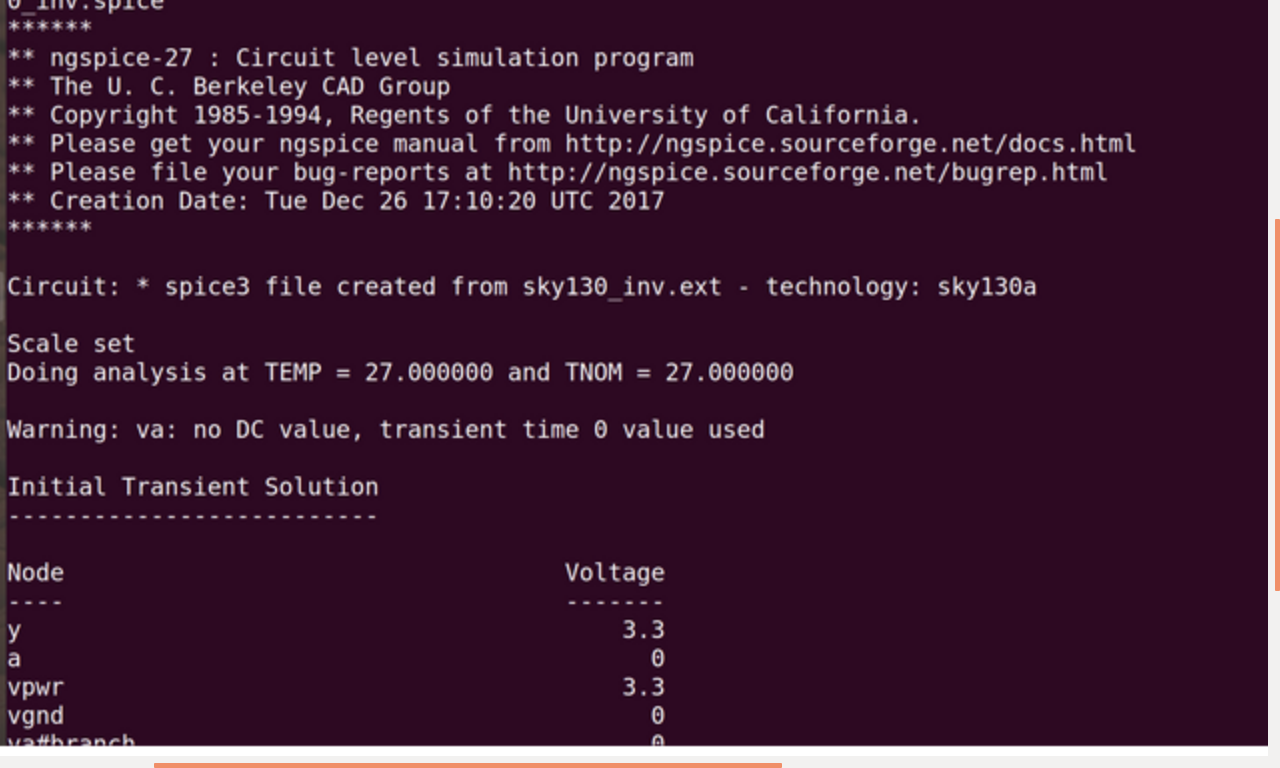 0_inv.spice
******
** ngspice-27 : Circuit level simulation program
** The U. C. Berkeley CAD Group
** Copyright 1985-1994, Regents of the University of California.
** Please get your ngspice manual from http://ngspice.sourceforge.net/docs.html
** Please file your bug-reports at http://ngspice.sourceforge.net/bugrep.html
** Creation Date: Tue Dec 26 17:10:20 UTC 2017
******
Circuit: * spice3 file created from sky130_inv.ext - technology: sky130a
Scale set
Doing analysis at TEMP = 27.000000 and TNOM = 27.000000
Warning: va: no DC value, transient time 0 value used
Initial Transient Solution
--------------------------
Node Voltage
---- -------
y 3.3
a 0
vpwr 3.3
vgnd 0
va#branch 0